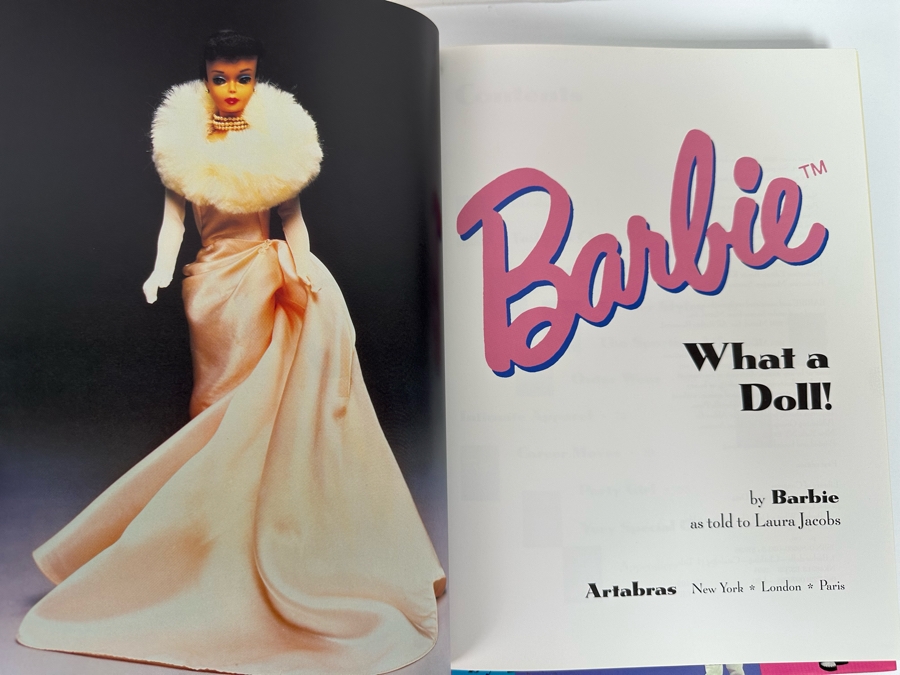 Barbie™
What a
Doll!
by Barbie
as told to Laura Jacobs
Artabras New York * London * Paris